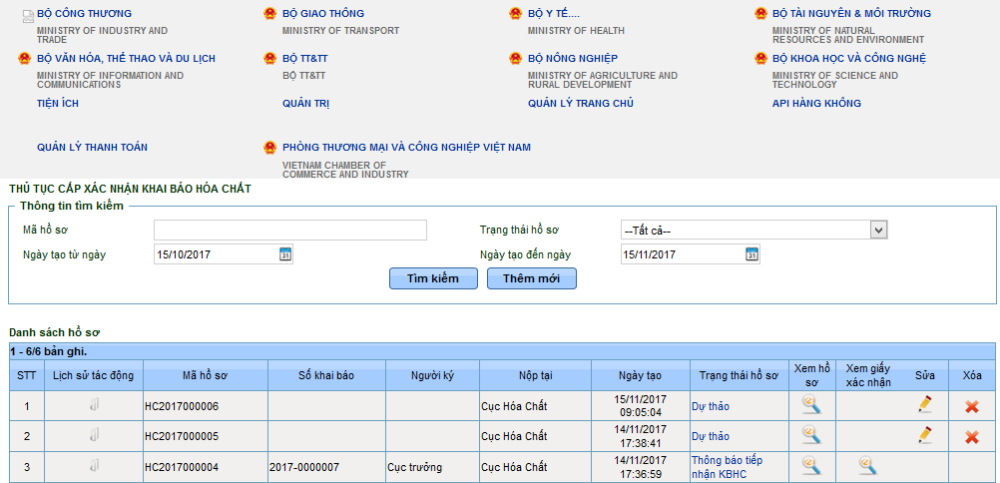 BỘ CÔNG THƯƠNG
MINISTRY OF INDUSTRY AND
TRADE
BỘ GIAO THÔNG
MINISTRY OF TRANSPORT
BỘ Y TẾ....
MINISTRY OF HEALTH
BỘ TÀI NGUYÊN & MÔI TRƯỜNG
MINISTRY OF NATURAL
RESOURCES AND ENVIRONMENT
BỘ VĂN HÓA, THỂ THAO VÀ DU LỊCH
MINISTRY OF INFORMATION AND
COMMUNICATIONS
BỘ TT&TT
BỘ TT&TT
BỘ NÔNG NGHIỆP
MINISTRY OF AGRICULTURE AND
RURAL DEVELOPMENT
BỘ KHOA HỌC VÀ CÔNG NGHỆ
MINISTRY OF SCIENCE AND
TECHNOLOGY
TIỆN ÍCH
QUẢN TRỊ
QUẢN LÝ TRANG CHỦ
API HÀNG KHÔNG
QUẢN LÝ THANH TOÁN
PHÒNG THƯƠNG MẠI VÀ CÔNG NGHIỆP VIỆT NAM
VIETNAM CHAMBER OF
COMMERCE AND INDUSTRY
THỦ TỤC CẤP XÁC NHẬN KHAI BÁO HÓA CHẤT
Thông tin tìm kiếm
Mã hồ sơ
Trạng thái hồ sơ --Tất cả--
Ngày tạo từ ngày 15/10/2017
Ngày tạo đến ngày 15/11/2017
Tìm kiếm Thêm mới
Danh sách hồ sơ
1 - 6/6 bản ghi.
STT Lịch sử tác động Mã hồ sơ Số khai báo Người ký Nộp tại Ngày tạo Trạng thái hồ sơ Xem hồ sơ Xem giấy xác nhận Sửa Xóa
1 HC2017000006 Cục Hóa Chất 15/11/2017 09:05:04 Dự thảo
2 HC2017000005 Cục Hóa Chất 14/11/2017 17:38:41 Dự thảo
3 HC2017000004 2017-0000007 Cục trưởng Cục Hóa Chất 14/11/2017 17:36:59 Thông báo tiếp nhận KBHC